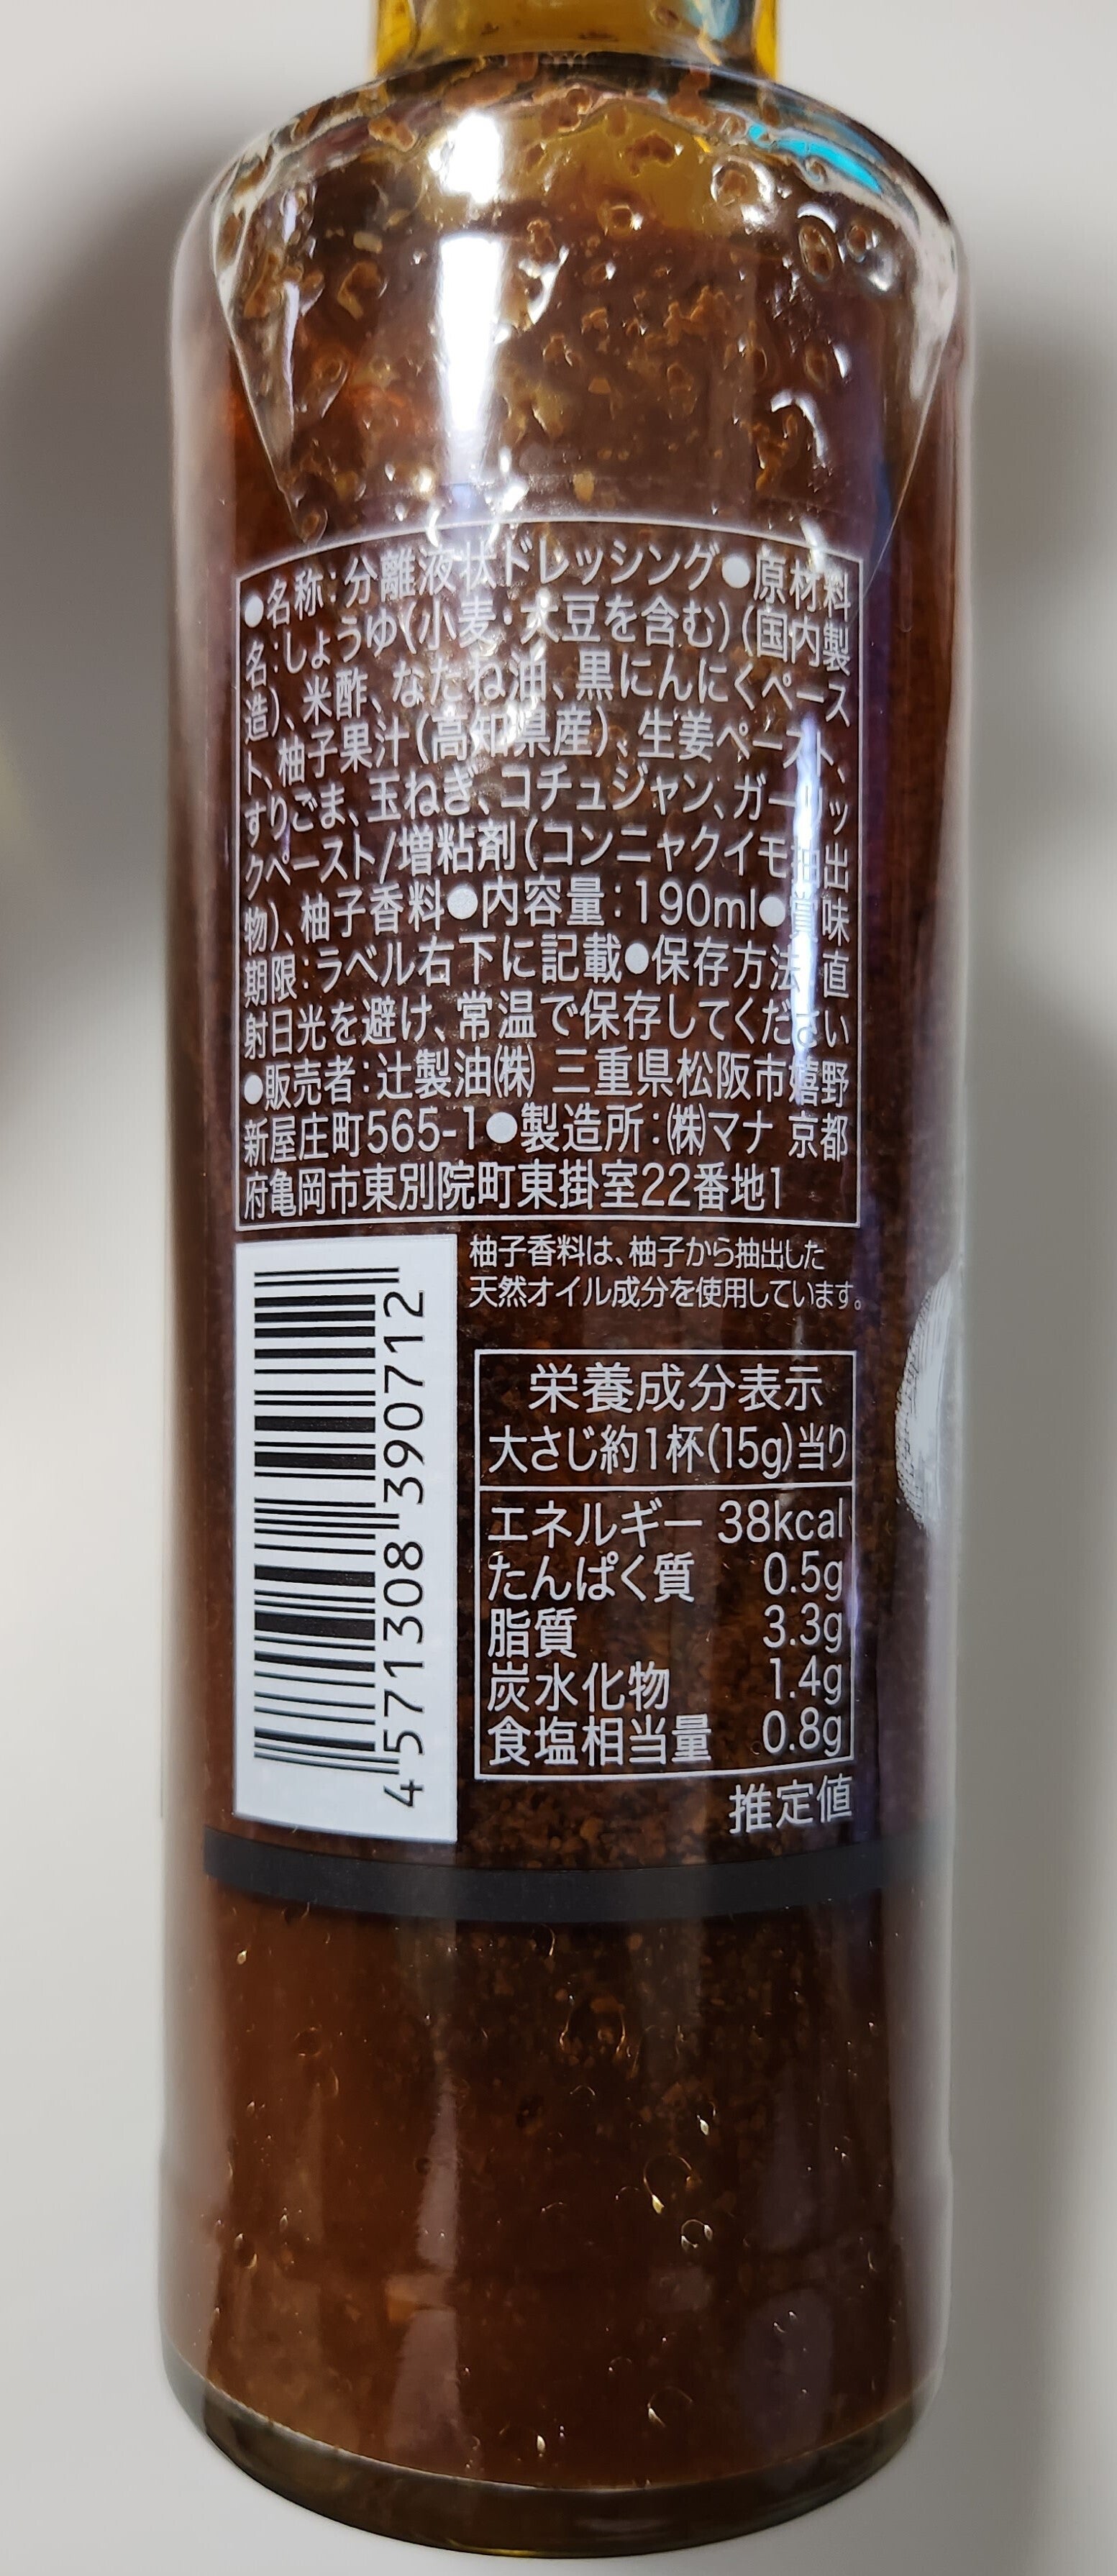 ●名称:分離液状ドレッシング●原材料
名:しょうゆ(小麦・大豆を含む)(国内製
造)、米酢、なたね油、黒にんにくペース
ト、柚子果汁(高知県産)、生姜ペースト、
すりごま、玉ねぎ、コチュジャン、ガーリッ
クペースト/増粘剤(コンニャクイモ抽出
物)、柚子香料●内容量:190ml●賞味
期限:ラベル右下に記載●保存方法:直
射日光を避け、常温で保存してください
●販売者:辻製油㈱ 三重県松阪市嬉野
新屋庄町565-1●製造所:㈱マナ 京都
府亀岡市東別院町東掛室22番地1
柚子香料は、柚子から抽出した
天然オイル成分を使用しています。
4 571308 390712
栄養成分表示
大さじ約1杯(15g)当り
エネルギー 38kcal
たんぱく質 0.5g
脂質 3.3g
炭水化物 1.4g
食塩相当量 0.8g
推定値